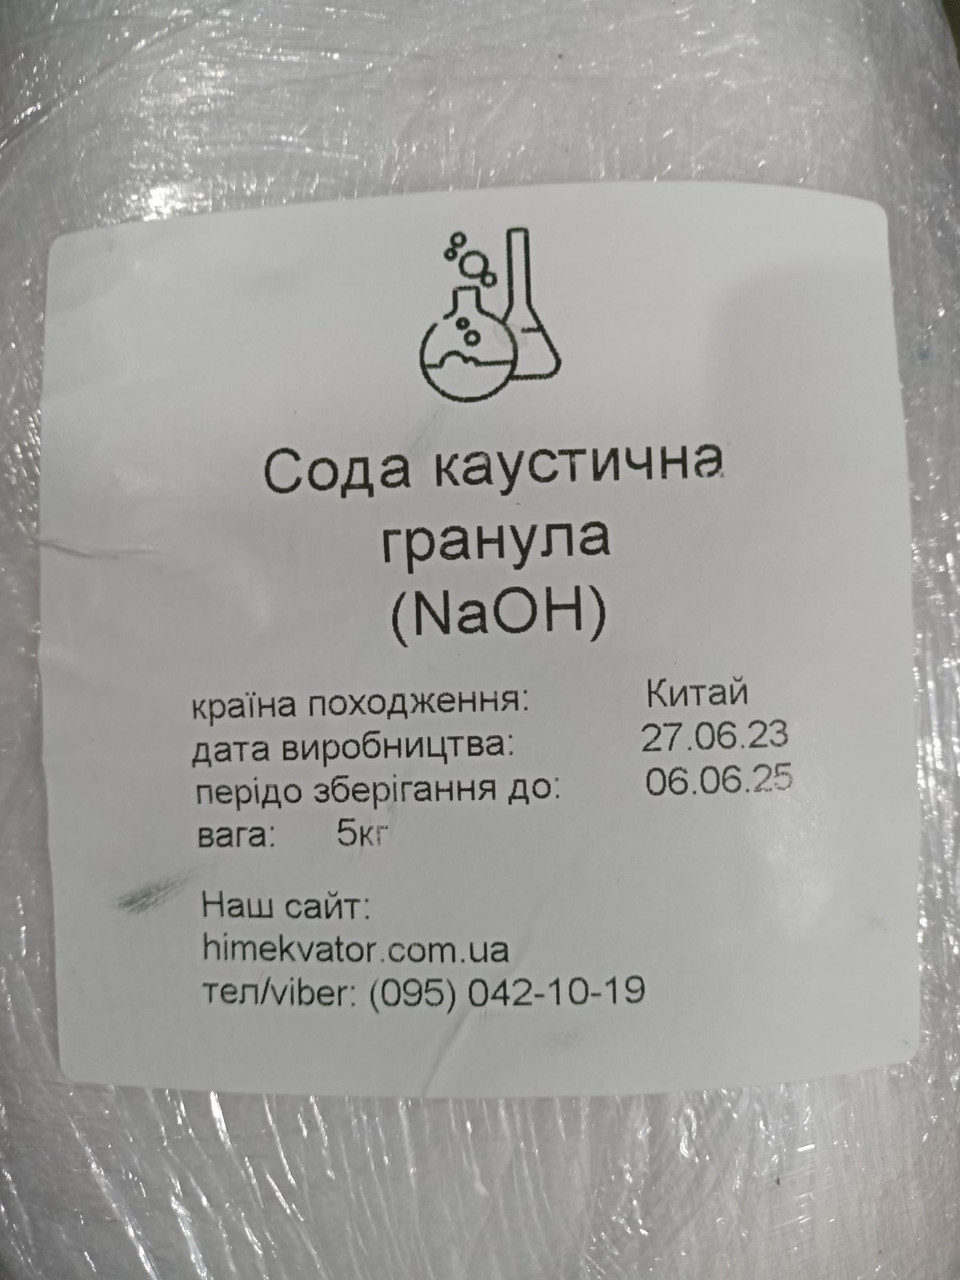 Сода каустична
гранула
(NaOH)
країна походження: Китай
дата виробництва: 27.06.23
перідо зберігання до: 06.06.25
вага: 5кг
Наш сайт:
himekvator.com.ua
тел/viber: (095) 042-10-19